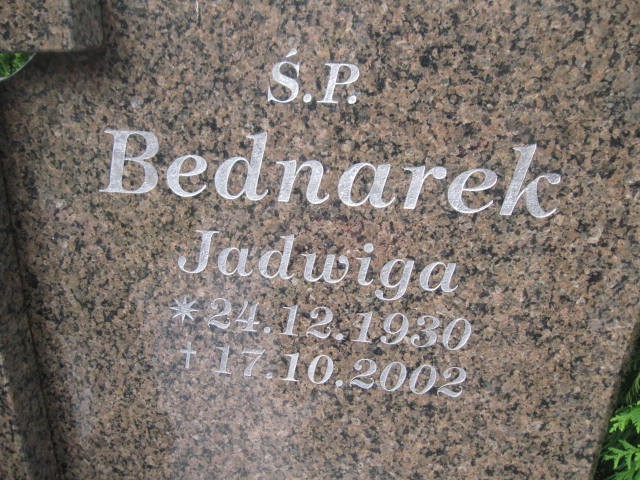 Ś.P.
Bednarek
Jadwiga
* 24.12.1930
† 17.10.2002